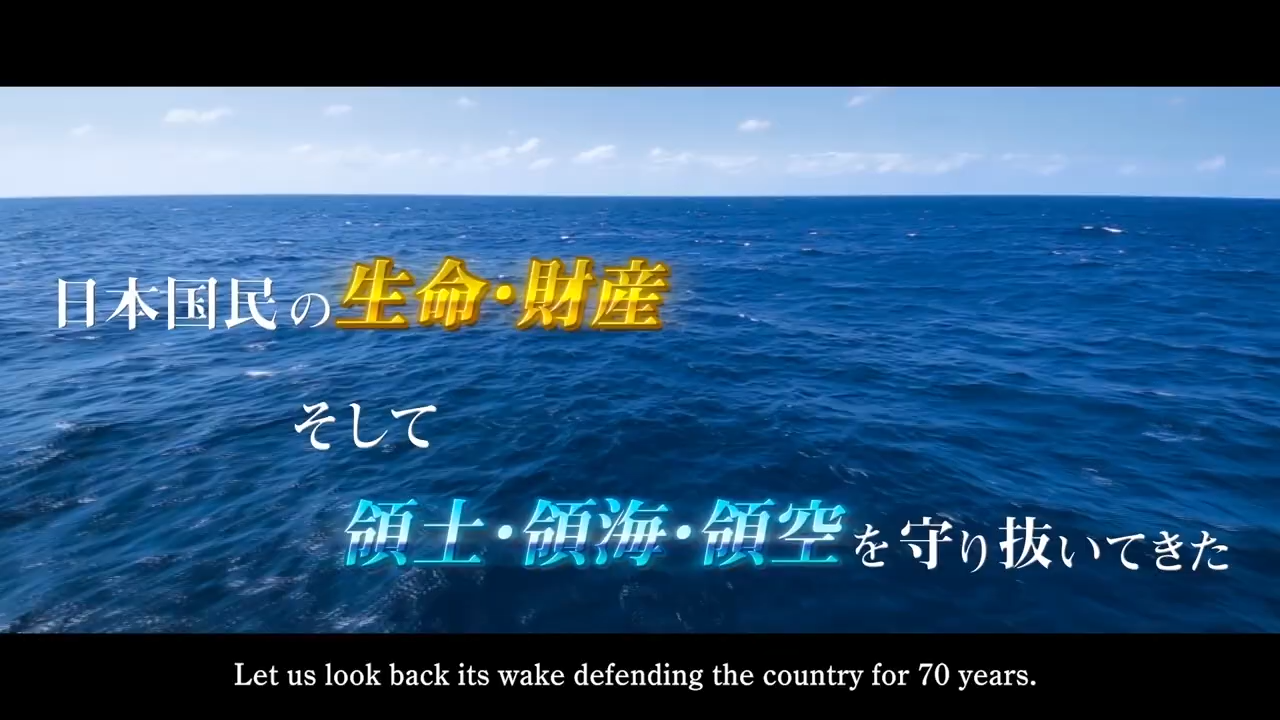 日本国民の生命・財産
そして
領土・領海・領空を守り抜いてきた
Let us look back its wake defending the country for 70 years.